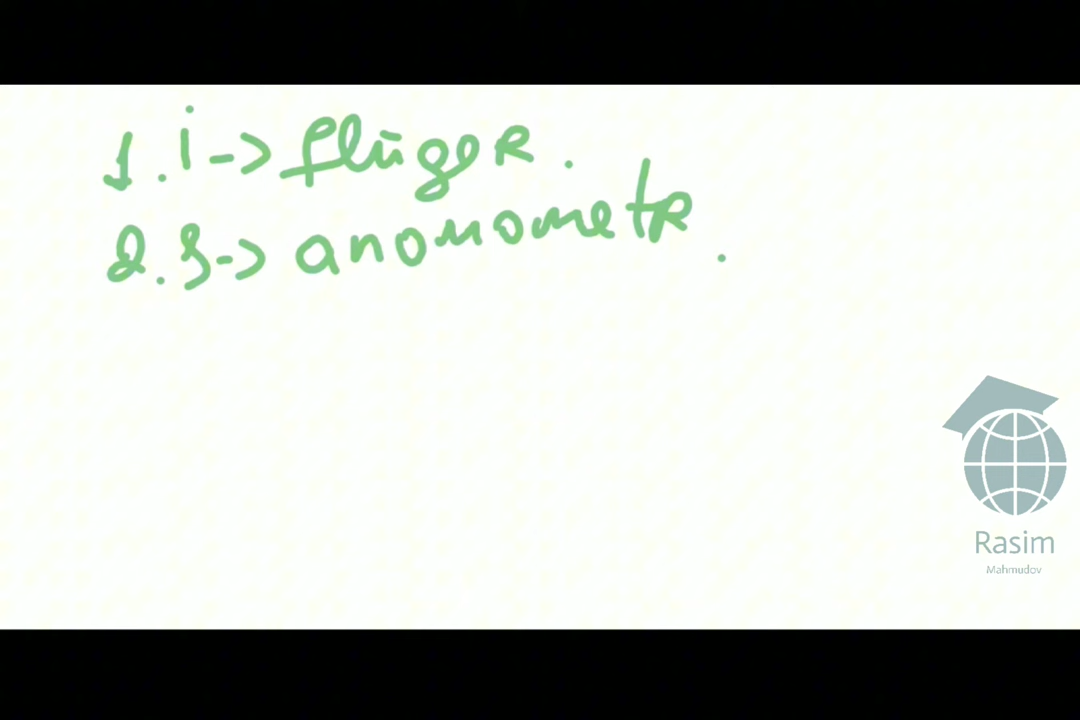 1. İ -> flüger.
2. S -> anomometr.
Rasim
Mahmudov